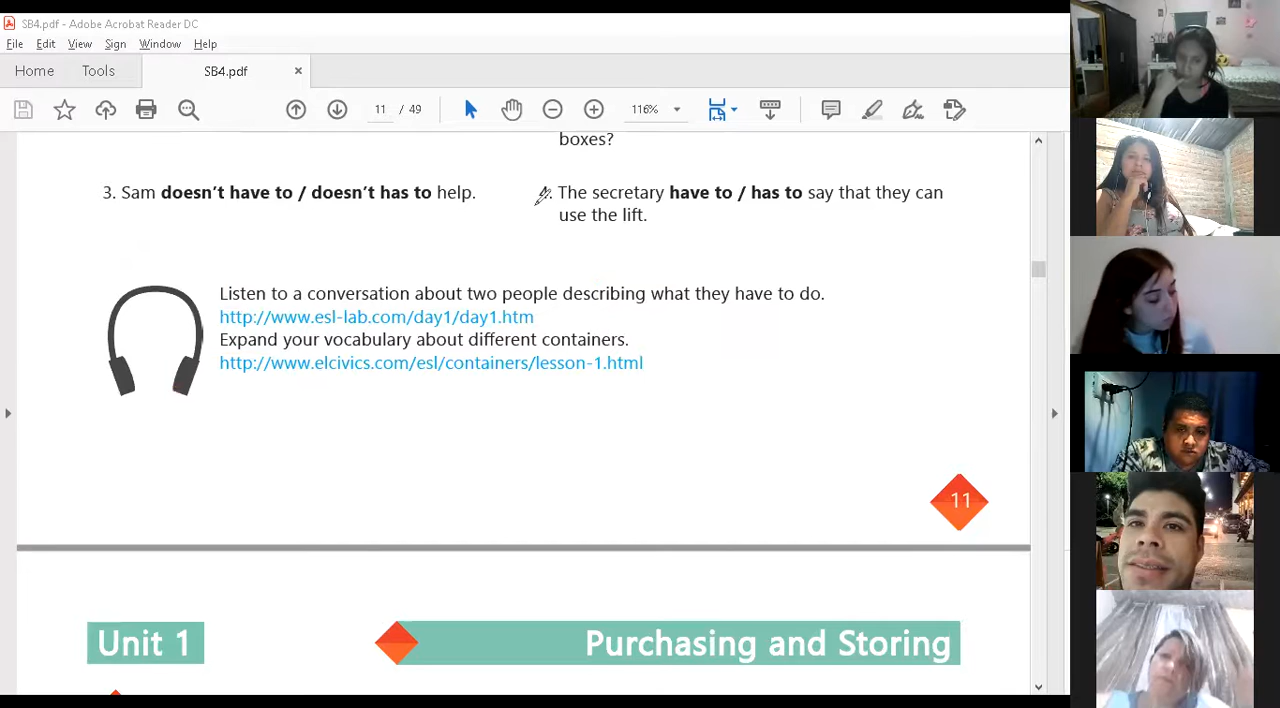 SB4.pdf - Adobe Acrobat Reader DC
File Edit View Sign Window Help
Home Tools SB4.pdf ×
11 / 49 116%
boxes?
3. Sam doesn't have to / doesn't has to help.
. The secretary have to / has to say that they can
use the lift.
Listen to a conversation about two people describing what they have to do.
http://www.esl-lab.com/day1/day1.htm
Expand your vocabulary about different containers.
http://www.elcivics.com/esl/containers/lesson-1.html
11
Unit 1
Purchasing and Storing